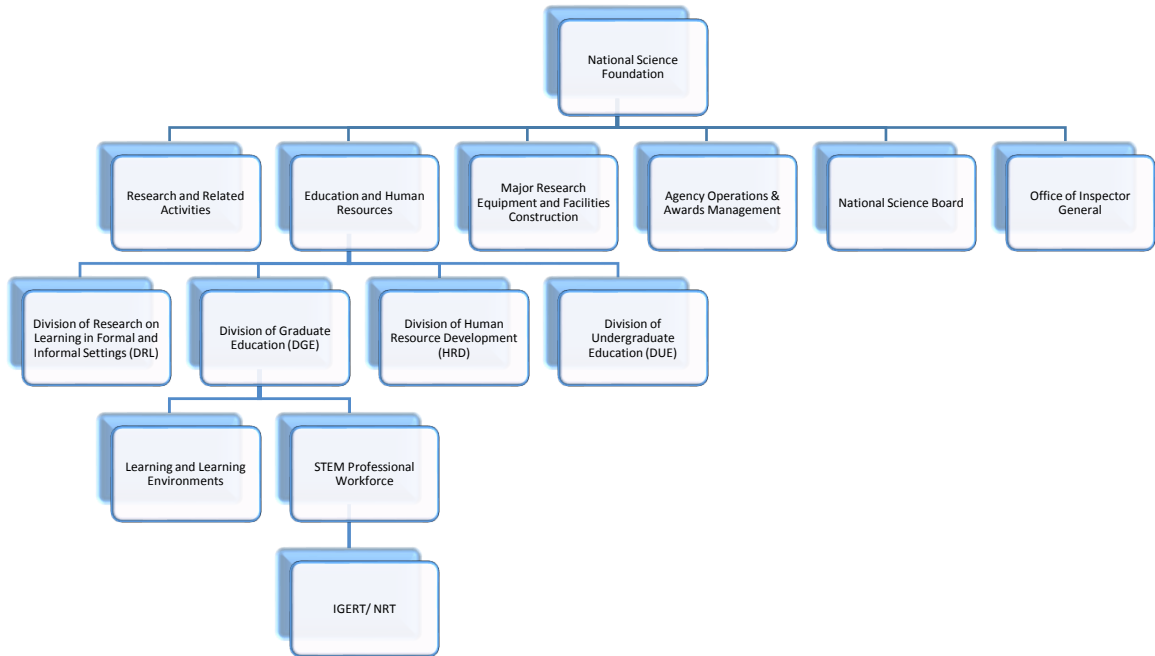 National Science
Foundation
Research and Related
Activities
Education and Human
Resources
Major Research
Equipment and Facilities
Construction
Agency Operations &
Awards Management
National Science Board
Office of Inspector
General
Division of Research on
Learning in Formal and
Informal Settings (DRL)
Division of Graduate
Education (DGE)
Division of Human
Resource Development
(HRD)
Division of
Undergraduate
Education (DUE)
Learning and Learning
Environments
STEM Professional
Workforce
IGERT/ NRT